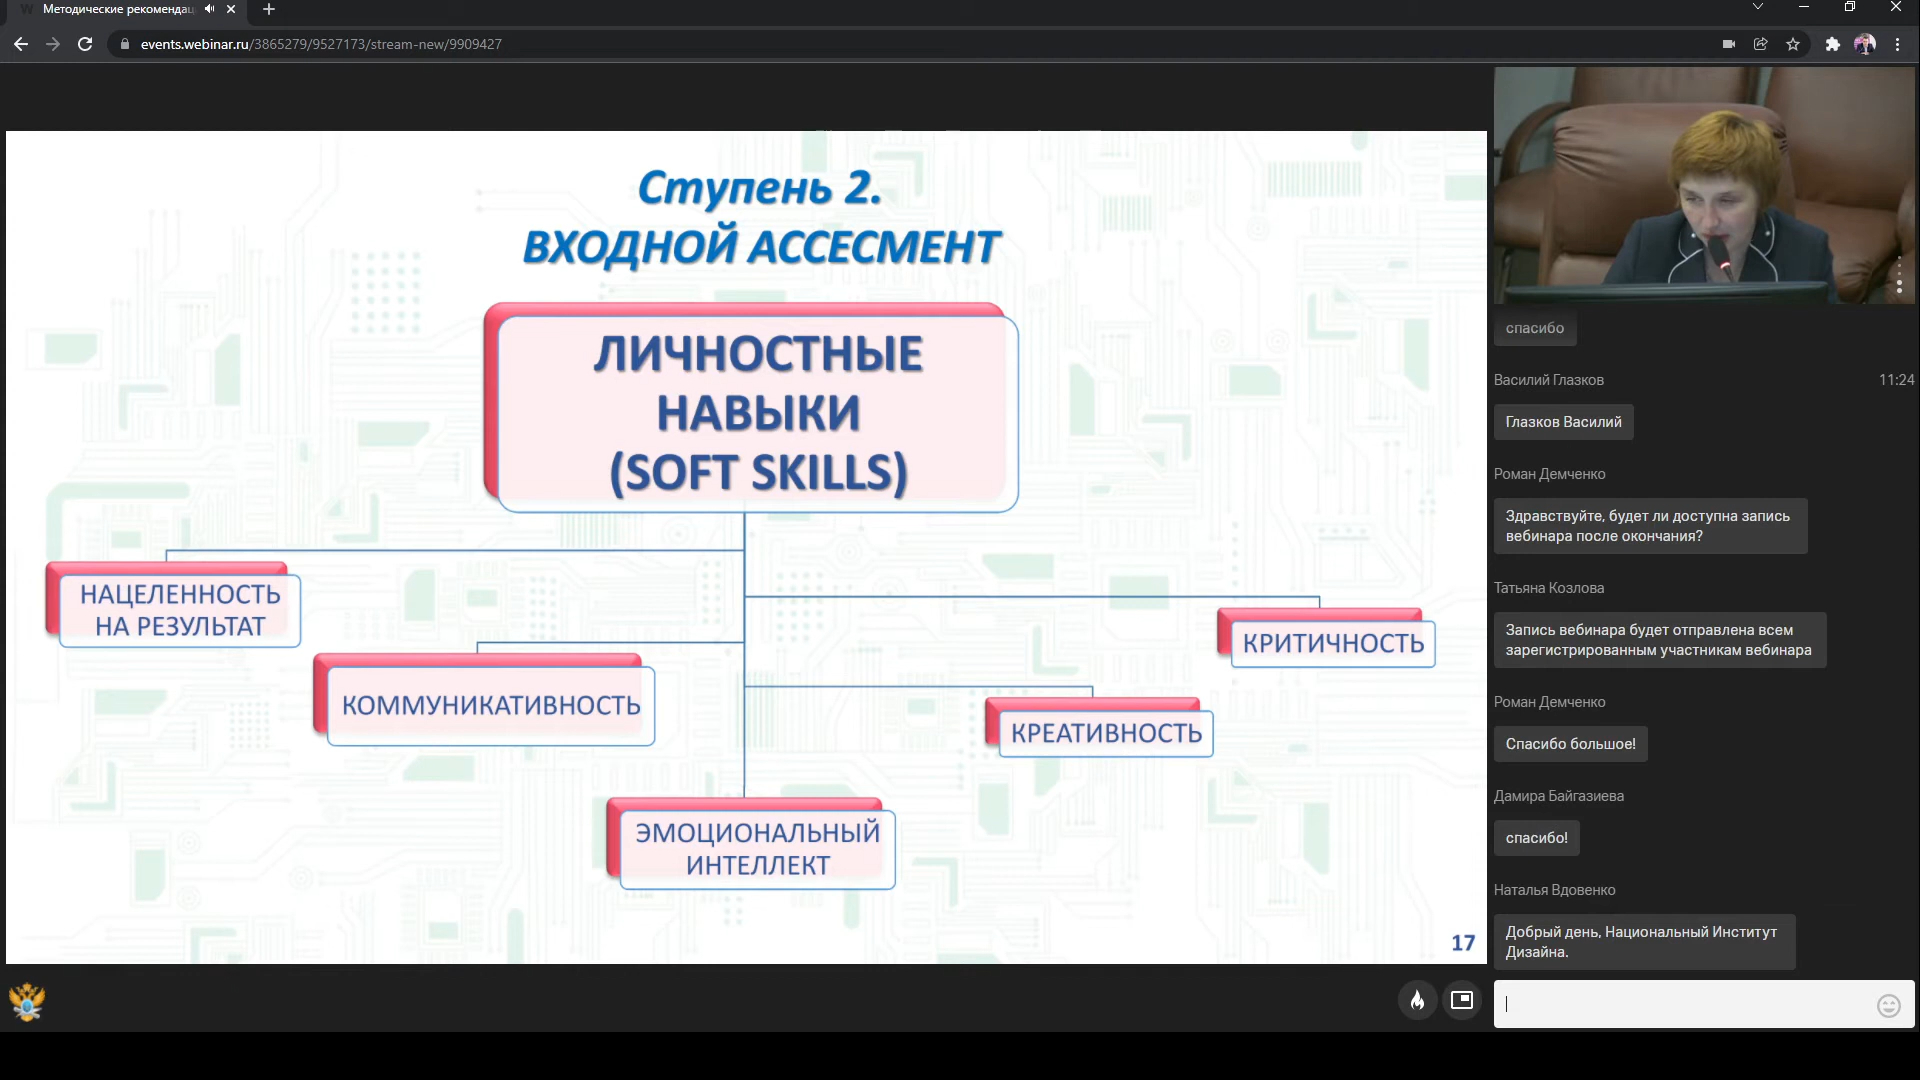 Методические рекомендац
events.webinar.ru/3865279/9527173/stream-new/9909427
Ступень 2.
ВХОДНОЙ АССЕСМЕНТ
ЛИЧНОСТНЫЕ
НАВЫКИ
(SOFT SKILLS)
НАЦЕЛЕННОСТЬ
НА РЕЗУЛЬТАТ
КОММУНИКАТИВНОСТЬ
ЭМОЦИОНАЛЬНЫЙ
ИНТЕЛЛЕКТ
КРЕАТИВНОСТЬ
КРИТИЧНОСТЬ
17
спасибо
Василий Глазков 11:24
Глазков Василий
Роман Демченко
Здравствуйте, будет ли доступна запись
вебинара после окончания?
Татьяна Козлова
Запись вебинара будет отправлена всем
зарегистрированным участникам вебинара
Роман Демченко
Спасибо большое!
Дамира Байгазиева
спасибо!
Наталья Вдовенко
Добрый день, Национальный Институт
Дизайна.